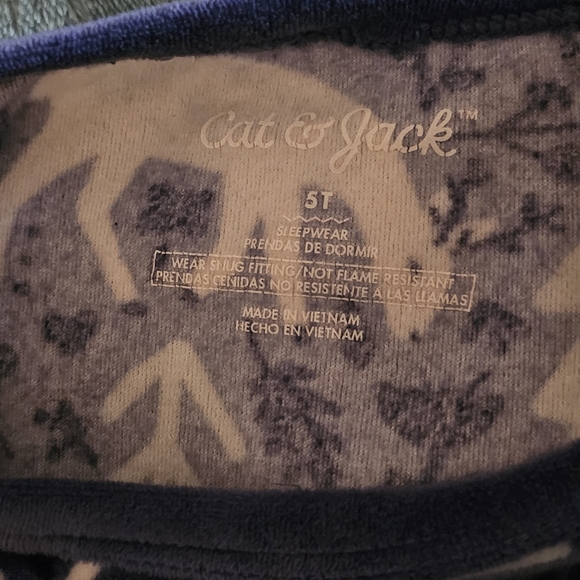 Cat & Jack™
5T
SLEEPWEAR
PRENDAS DE DORMIR
WEAR SNUG FITTING/NOT FLAME RESISTANT
PRENDAS CEÑIDAS NO RESISTENTE A LAS LLAMAS
MADE IN VIETNAM
HECHO EN VIETNAM